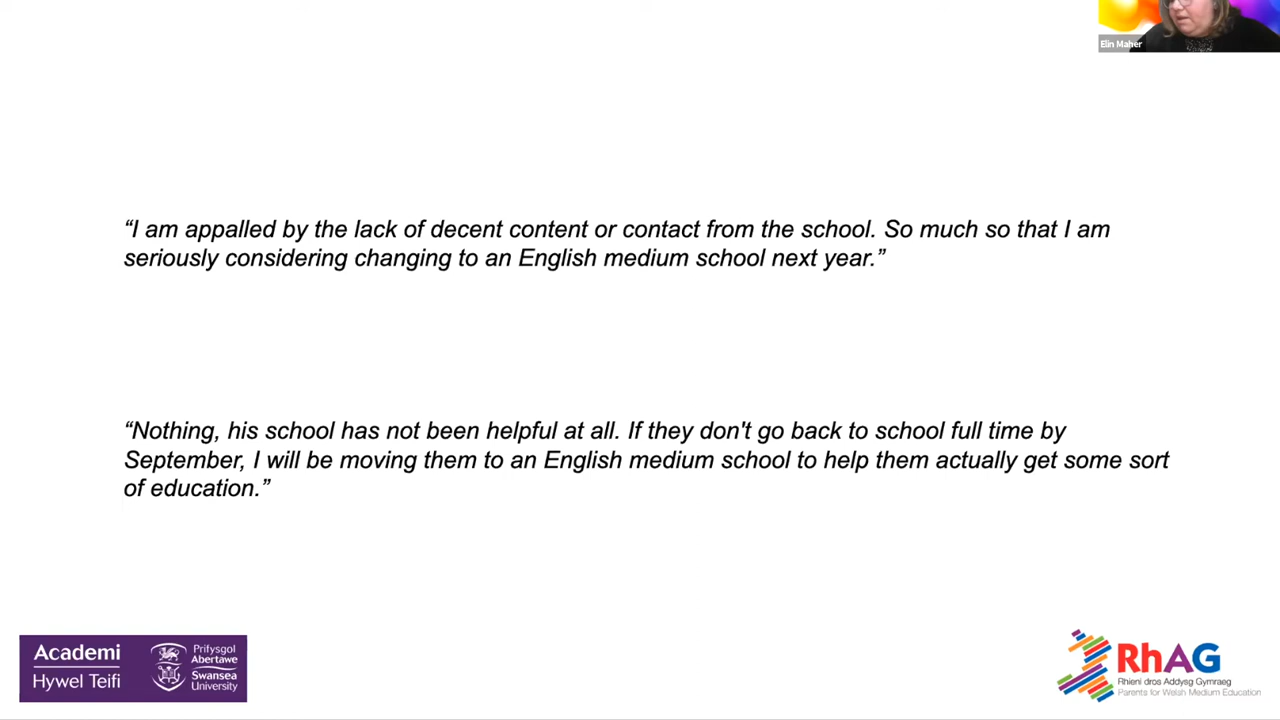 Elin Maher
“I am appalled by the lack of decent content or contact from the school. So much so that I am
seriously considering changing to an English medium school next year.”
“Nothing, his school has not been helpful at all. If they don't go back to school full time by
September, I will be moving them to an English medium school to help them actually get some sort
of education.”
Academi
Hywel Teifi
Prifysgol
Abertawe
Swansea
University
RhAG
Rhieni dros Addysg Gymraeg
Parents for Welsh Medium Education